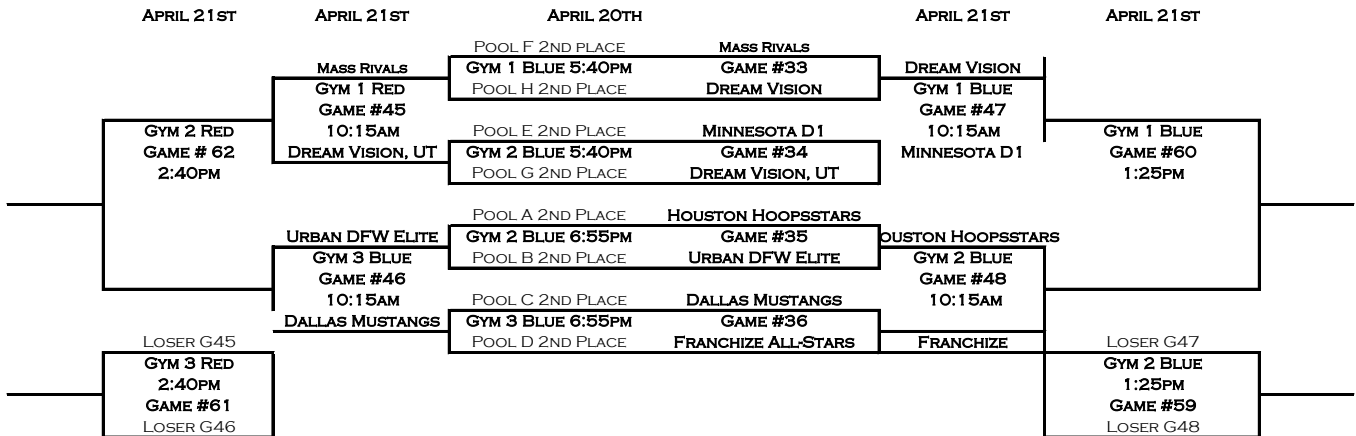 APRIL 21ST APRIL 21ST APRIL 20TH APRIL 21ST APRIL 21ST
POOL F 2ND PLACE MASS RIVALS
MASS RIVALS GYM 1 BLUE 5:40PM GAME #33 DREAM VISION
GYM 1 RED POOL H 2ND PLACE DREAM VISION GYM 1 BLUE
GAME #45 GAME #47
GYM 2 RED 10:15AM POOL E 2ND PLACE MINNESOTA D1 10:15AM GYM 1 BLUE
GAME # 62 DREAM VISION, UT GYM 2 BLUE 5:40PM GAME #34 MINNESOTA D1 GAME #60
2:40PM POOL G 2ND PLACE DREAM VISION, UT 1:25PM
POOL A 2ND PLACE HOUSTON HOOPSSTARS
URBAN DFW ELITE GYM 2 BLUE 6:55PM GAME #35 OUSTON HOOPSSTARS
GYM 3 BLUE POOL B 2ND PLACE URBAN DFW ELITE GYM 2 BLUE
GAME #46 GAME #48
10:15AM POOL C 2ND PLACE DALLAS MUSTANGS 10:15AM
DALLAS MUSTANGS GYM 3 BLUE 6:55PM GAME #36
LOSER G45 POOL D 2ND PLACE FRANCHIZE ALL-STARS FRANCHIZE LOSER G47
GYM 3 RED GYM 2 BLUE
2:40PM 1:25PM
GAME #61 GAME #59
LOSER G46 LOSER G48